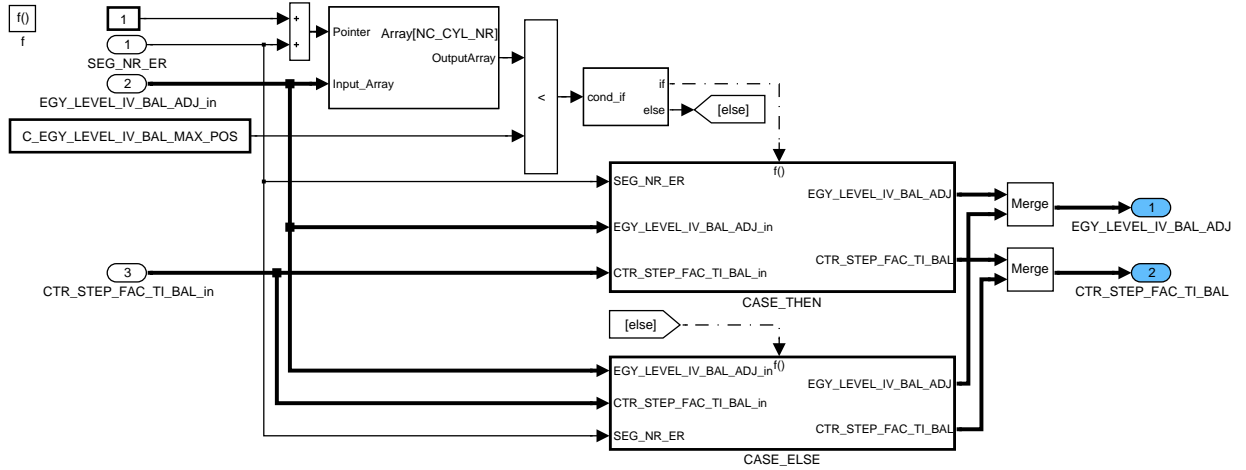 f()
f
1
+
+
1
SEG_NR_ER
2
EGY_LEVEL_IV_BAL_ADJ_in
C_EGY_LEVEL_IV_BAL_MAX_POS
Pointer
Array[NC_CYL_NR]
OutputArray
Input_Array
<
cond_if
if
else
[else]
f()
SEG_NR_ER
EGY_LEVEL_IV_BAL_ADJ
EGY_LEVEL_IV_BAL_ADJ_in
CTR_STEP_FAC_TI_BAL
CTR_STEP_FAC_TI_BAL_in
CASE_THEN
Merge
1
EGY_LEVEL_IV_BAL_ADJ
Merge
2
CTR_STEP_FAC_TI_BAL
3
CTR_STEP_FAC_TI_BAL_in
[else]
f()
EGY_LEVEL_IV_BAL_ADJ_in
EGY_LEVEL_IV_BAL_ADJ
CTR_STEP_FAC_TI_BAL_in
CTR_STEP_FAC_TI_BAL
SEG_NR_ER
CASE_ELSE